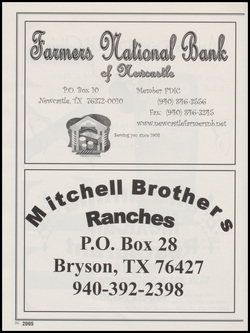 Farmers National Bank
of Newcastle
P.O. Box 10 Member FDIC
Newcastle, TX 76372-0010 (940) 846-3556
Fax: (940) 846-3245
www.newcastlefarmersnb.net
Serving you since 1908
Mitchell Brothers
Ranches
P.O. Box 28
Bryson, TX 76427
940-392-2398
2005